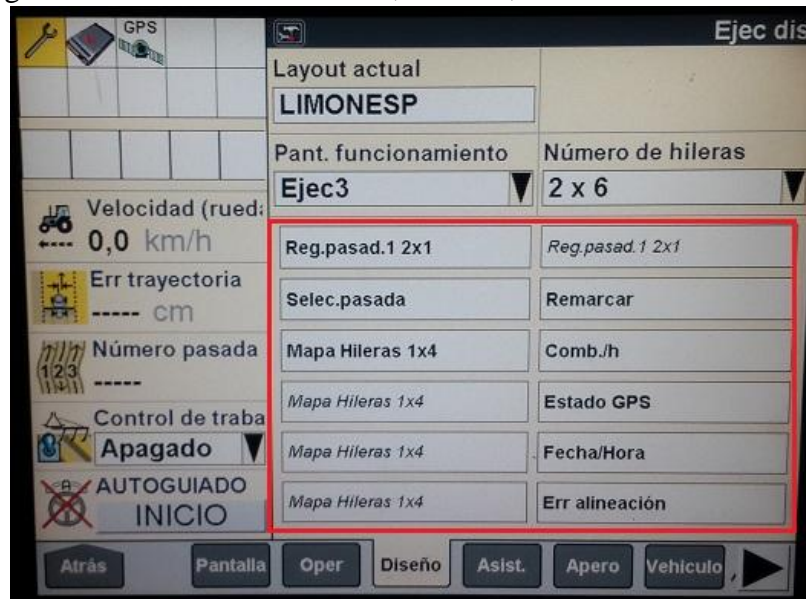 GPS
Ejec dis
Layout actual
LIMONESP
Pant. funcionamiento
Número de hileras
Ejec3
2 x 6
Velocidad (rueda
0,0 km/h
Err trayectoria
----- cm
Número pasada
123
-----
Control de traba
Apagado
AUTOGUIADO
INICIO
Reg.pasad.1 2x1
Reg.pasad.1 2x1
Selec.pasada
Remarcar
Mapa Hileras 1x4
Comb./h
Mapa Hileras 1x4
Estado GPS
Mapa Hileras 1x4
Fecha/Hora
Mapa Hileras 1x4
Err alineación
Atrás
Pantalla
Oper
Diseño
Asist.
Apero
Vehiculo